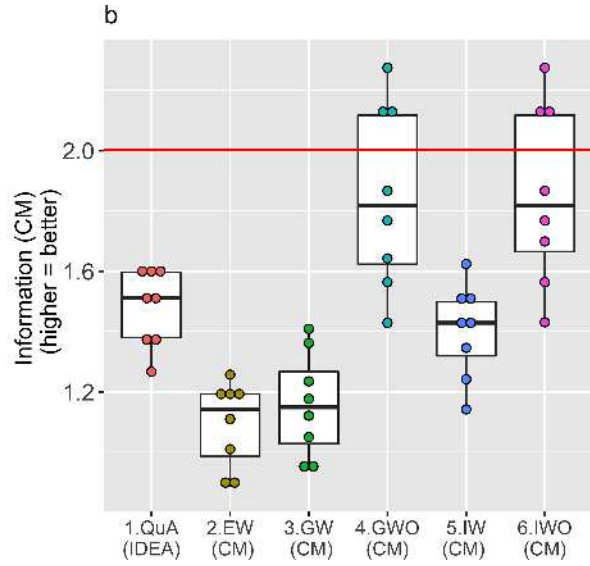 b
Information (CM)
(higher = better)
2.0
1.6
1.2
1.QuA 2.EW 3.GW 4.GWO 5.IW 6.IWO
(IDEA) (CM) (CM) (CM) (CM) (CM)